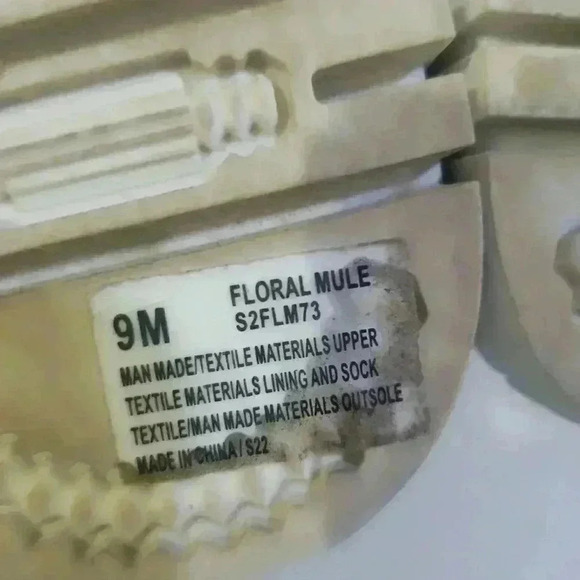 9M
FLORAL MULE
S2FLM73
MAN MADE/TEXTILE MATERIALS UPPER
TEXTILE MATERIALS LINING AND SOCK
TEXTILE/MAN MADE MATERIALS OUTSOLE
MADE IN CHINA / S22